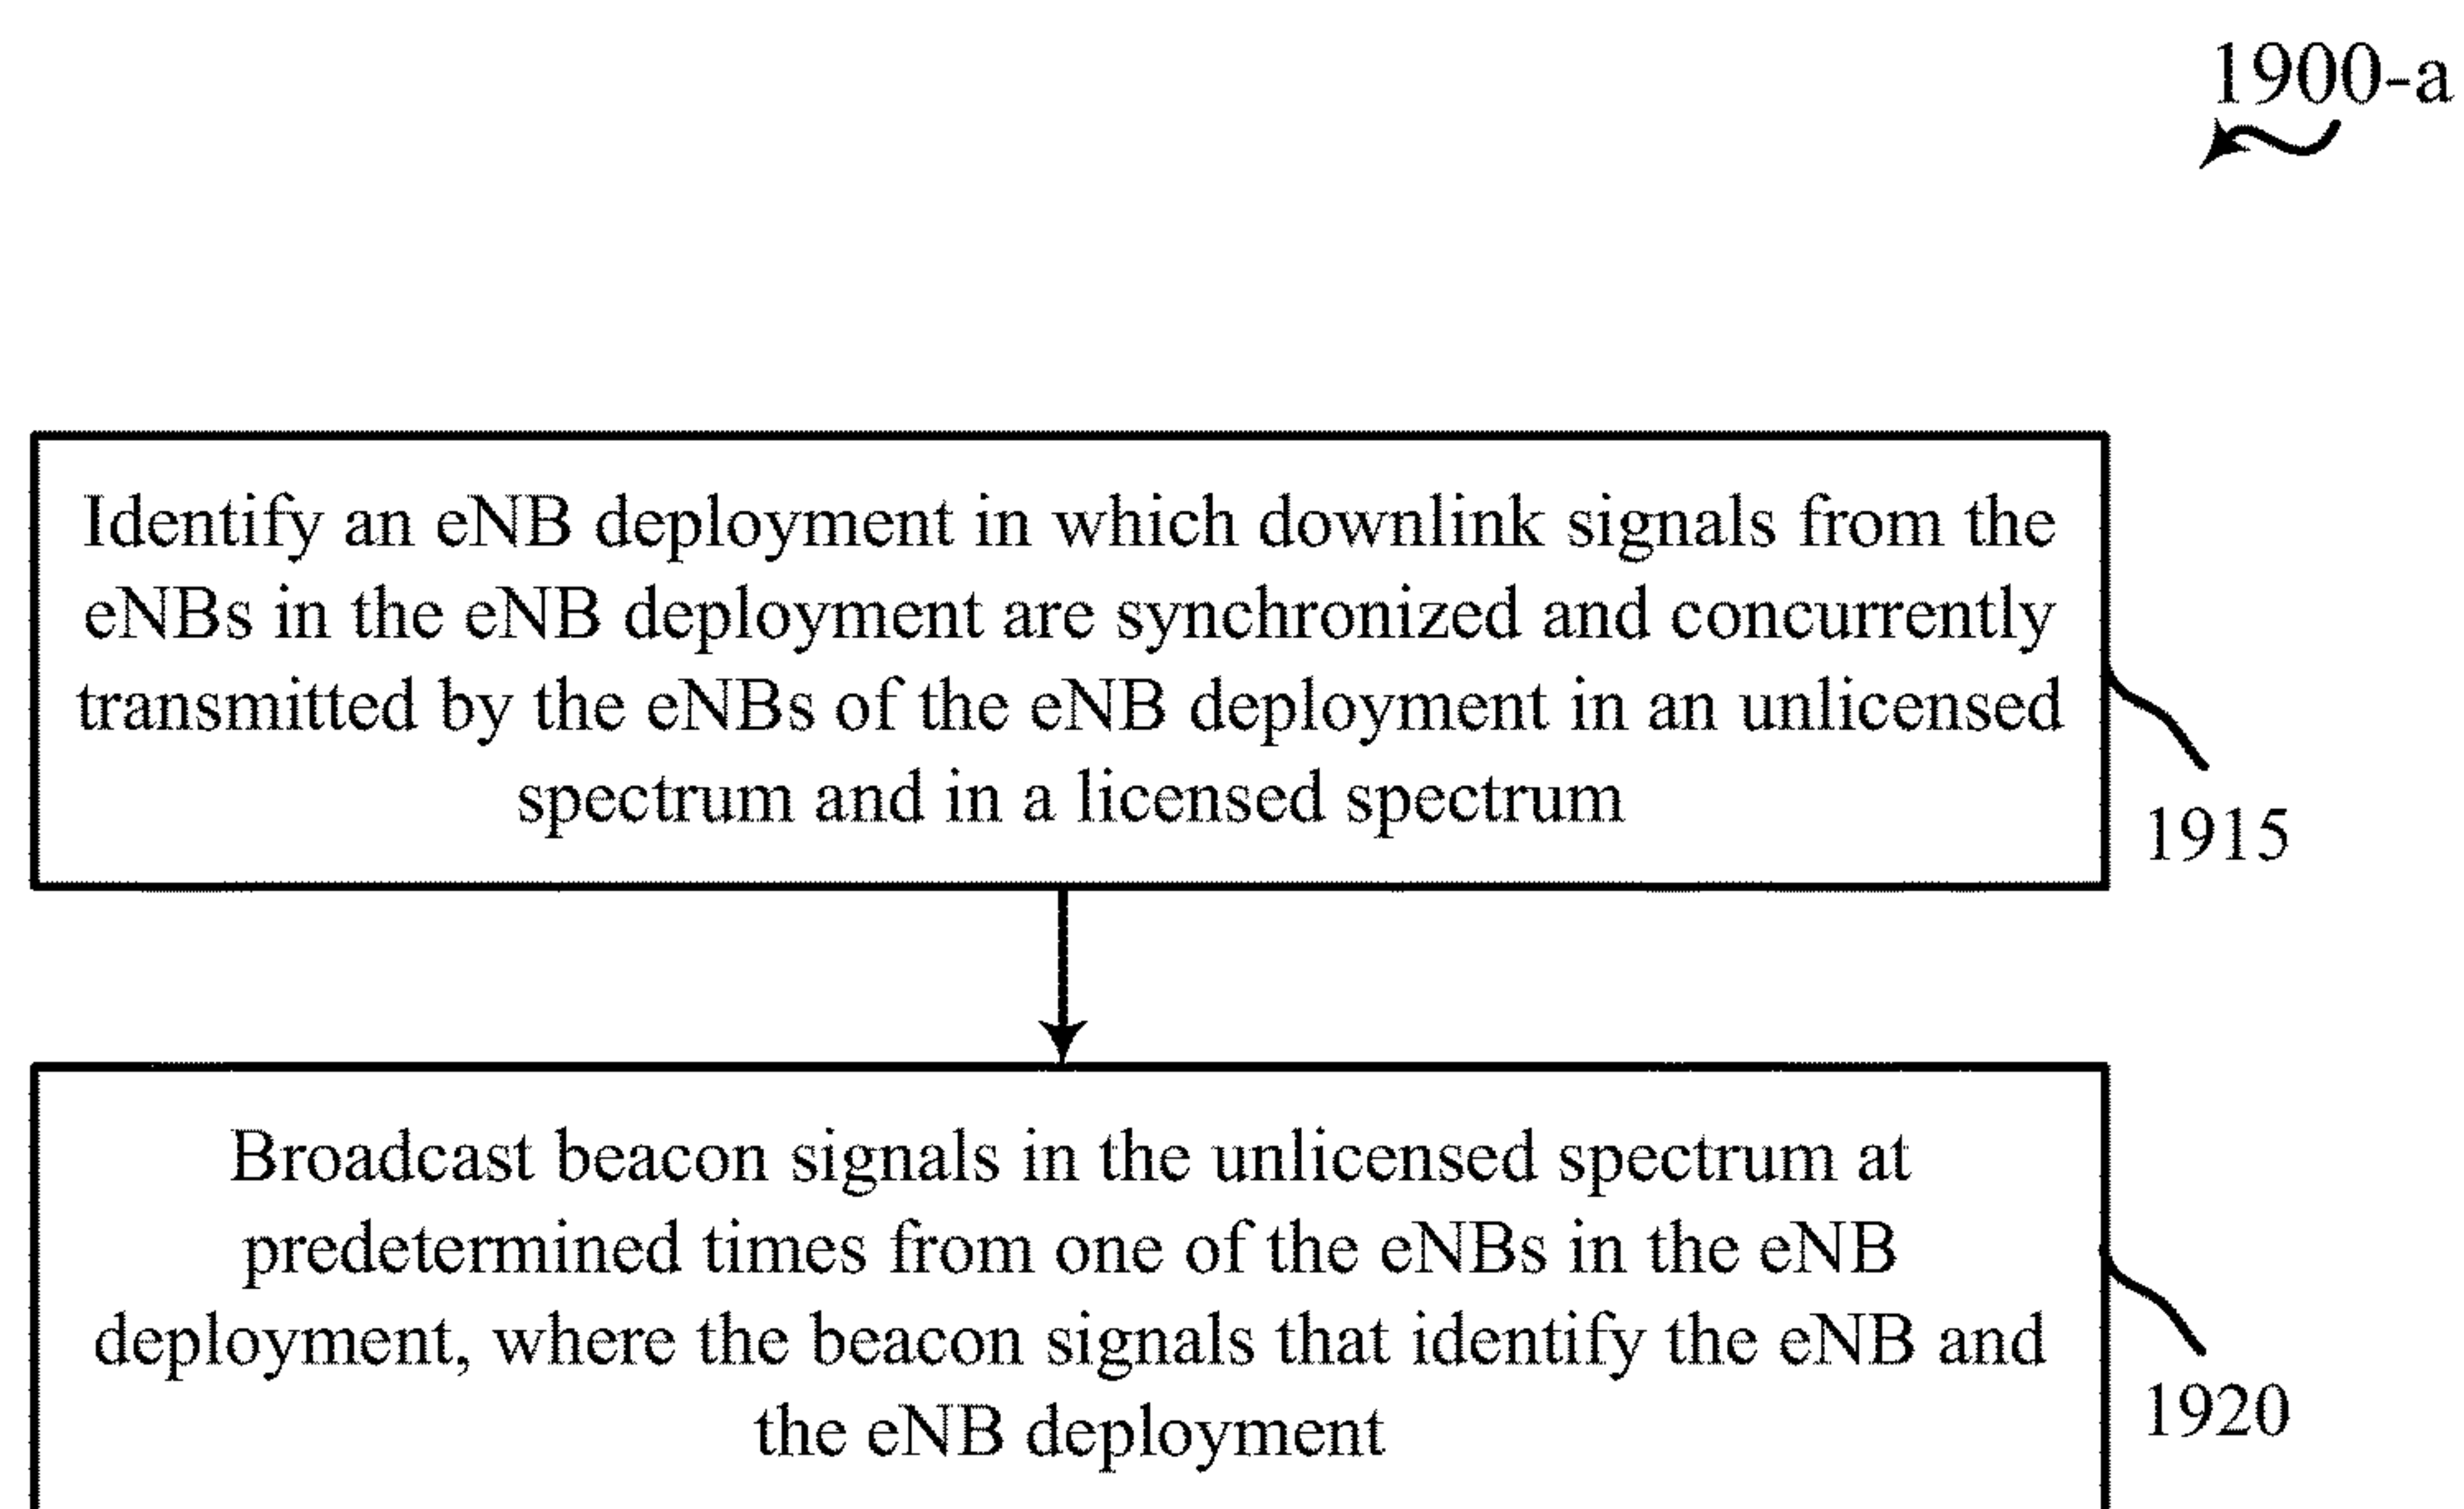 1900-a
Identify an eNB deployment in which downlink signals from the
eNBs in the eNB deployment are synchronized and concurrently
transmitted by the eNBs of the eNB deployment in an unlicensed
spectrum and in a licensed spectrum
1915
Broadcast beacon signals in the unlicensed spectrum at
predetermined times from one of the eNBs in the eNB
deployment, where the beacon signals that identify the eNB and
the eNB deployment
1920